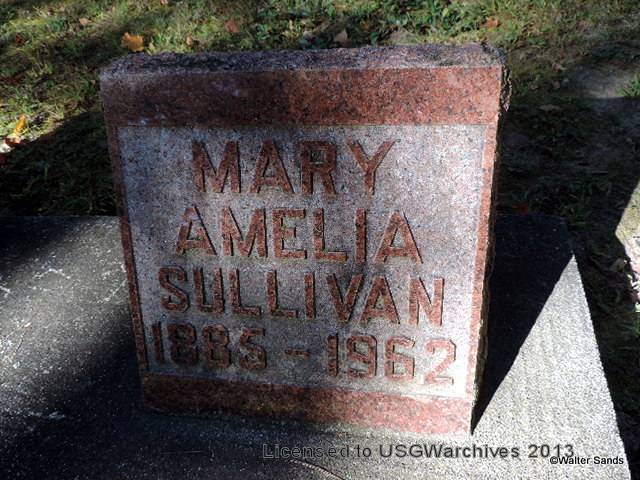 MARY
AMELIA
SULLIVAN
1885 - 1962
Licensed to USGWarchives 2013
©Walter Sands